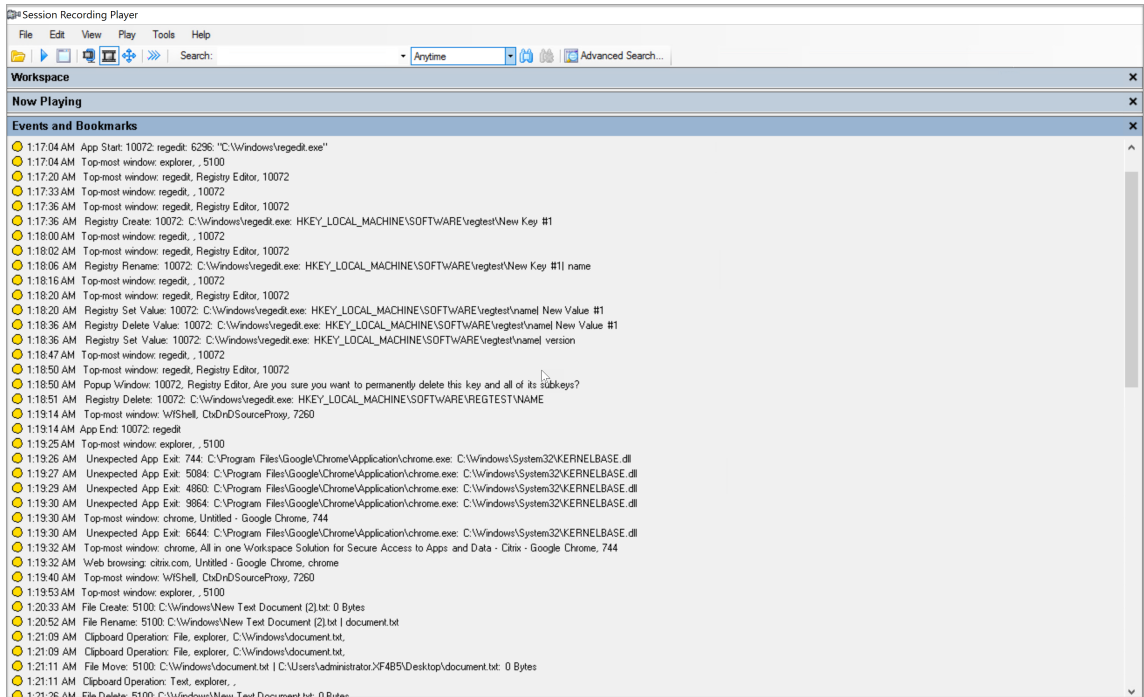 Session Recording Player
File Edit View Play Tools Help
Search: Anytime Advanced Search...
Workspace
Now Playing
Events and Bookmarks
1:17:04 AM App Start: 10072: regedit: 6296: "C:\Windows\regedit.exe"
1:17:04 AM Top-most window: explorer, , 5100
1:17:20 AM Top-most window: regedit, Registry Editor, 10072
1:17:33 AM Top-most window: regedit, , 10072
1:17:36 AM Top-most window: regedit, Registry Editor, 10072
1:17:36 AM Registry Create: 10072: C:\Windows\regedit.exe: HKEY_LOCAL_MACHINE\SOFTWARE\regtest\New Key #1
1:18:00 AM Top-most window: regedit, , 10072
1:18:02 AM Top-most window: regedit, Registry Editor, 10072
1:18:06 AM Registry Rename: 10072: C:\Windows\regedit.exe: HKEY_LOCAL_MACHINE\SOFTWARE\regtest\New Key #1| name
1:18:16 AM Top-most window: regedit, , 10072
1:18:20 AM Top-most window: regedit, Registry Editor, 10072
1:18:20 AM Registry Set Value: 10072: C:\Windows\regedit.exe: HKEY_LOCAL_MACHINE\SOFTWARE\regtest\name| New Value #1
1:18:36 AM Registry Delete Value: 10072: C:\Windows\regedit.exe: HKEY_LOCAL_MACHINE\SOFTWARE\regtest\name| New Value #1
1:18:36 AM Registry Set Value: 10072: C:\Windows\regedit.exe: HKEY_LOCAL_MACHINE\SOFTWARE\regtest\name| version
1:18:47 AM Top-most window: regedit, , 10072
1:18:50 AM Top-most window: regedit, Registry Editor, 10072
1:18:50 AM Popup Window: 10072, Registry Editor, Are you sure you want to permanently delete this key and all of its subkeys?
1:18:51 AM Registry Delete: 10072: C:\Windows\regedit.exe: HKEY_LOCAL_MACHINE\SOFTWARE\REGTEST\NAME
1:19:14 AM Top-most window: WfShell, CtxDnDSourceProxy, 7260
1:19:14 AM App End: 10072: regedit
1:19:25 AM Top-most window: explorer, , 5100
1:19:26 AM Unexpected App Exit: 744: C:\Program Files\Google\Chrome\Application\chrome.exe: C:\Windows\System32\KERNELBASE.dll
1:19:27 AM Unexpected App Exit: 5084: C:\Program Files\Google\Chrome\Application\chrome.exe: C:\Windows\System32\KERNELBASE.dll
1:19:29 AM Unexpected App Exit: 4860: C:\Program Files\Google\Chrome\Application\chrome.exe: C:\Windows\System32\KERNELBASE.dll
1:19:30 AM Unexpected App Exit: 9864: C:\Program Files\Google\Chrome\Application\chrome.exe: C:\Windows\System32\KERNELBASE.dll
1:19:30 AM Top-most window: chrome, Untitled - Google Chrome, 744
1:19:30 AM Unexpected App Exit: 6644: C:\Program Files\Google\Chrome\Application\chrome.exe: C:\Windows\System32\KERNELBASE.dll
1:19:32 AM Top-most window: chrome, All in one Workspace Solution for Secure Access to Apps and Data - Citrix - Google Chrome, 744
1:19:32 AM Web browsing: citrix.com, Untitled - Google Chrome, chrome
1:19:40 AM Top-most window: WfShell, CtxDnDSourceProxy, 7260
1:19:53 AM Top-most window: explorer, , 5100
1:20:33 AM File Create: 5100: C:\Windows\New Text Document (2).txt: 0 Bytes
1:20:52 AM File Rename: 5100: C:\Windows\New Text Document (2).txt | document.txt
1:21:09 AM Clipboard Operation: File, explorer, C:\Windows\document.txt,
1:21:09 AM Clipboard Operation: File, explorer, C:\Windows\document.txt,
1:21:11 AM File Move: 5100: C:\Windows\document.txt | C:\Users\administrator.XF4B5\Desktop\document.txt: 0 Bytes
1:21:11 AM Clipboard Operation: Text, explorer, ,
1:21:26 AM File Delete: 5100: C:\Windows\New Text Document.txt: 0 Bytes